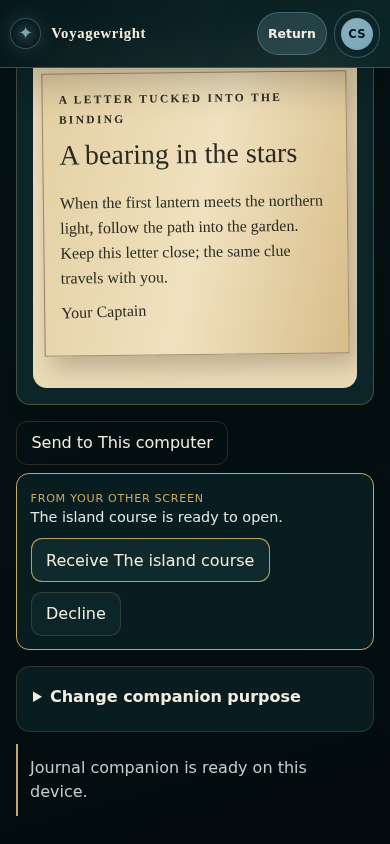 Voyagewright
Return
CS
A LETTER TUCKED INTO THE
BINDING
A bearing in the stars
When the first lantern meets the northern
light, follow the path into the garden.
Keep this letter close; the same clue
travels with you.
Your Captain
Send to This computer
FROM YOUR OTHER SCREEN
The island course is ready to open.
Receive The island course
Decline
Change companion purpose
Journal companion is ready on this
device.